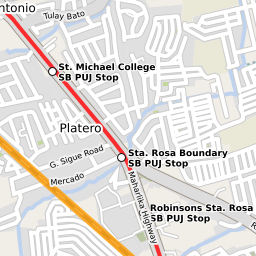 ntonio
Tulay Bato
St. Michael College
SB PUJ Stop
Platero
Sta. Rosa Boundary
SB PUJ Stop
G. Sigue Road
Mercado
Maharlika Highway
Robinsons Sta. Rosa
SB PUJ Stop